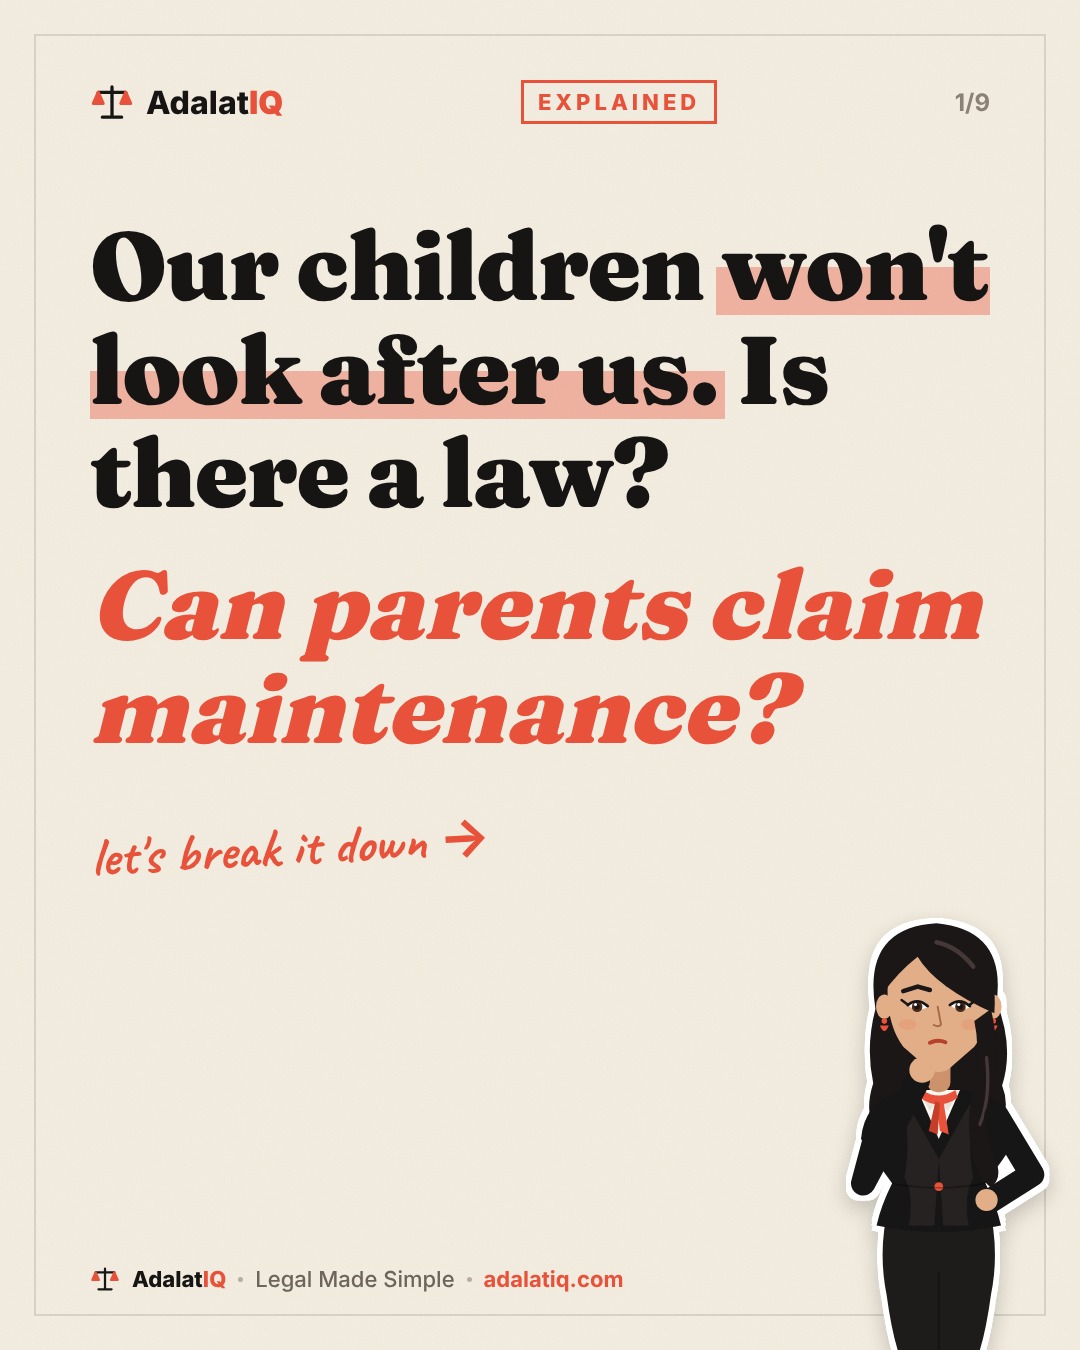 AdalatIQ
EXPLAINED
1/9
Our children won't
look after us. Is
there a law?
Can parents claim
maintenance?
let's break it down →
AdalatIQ • Legal Made Simple • adalatiq.com